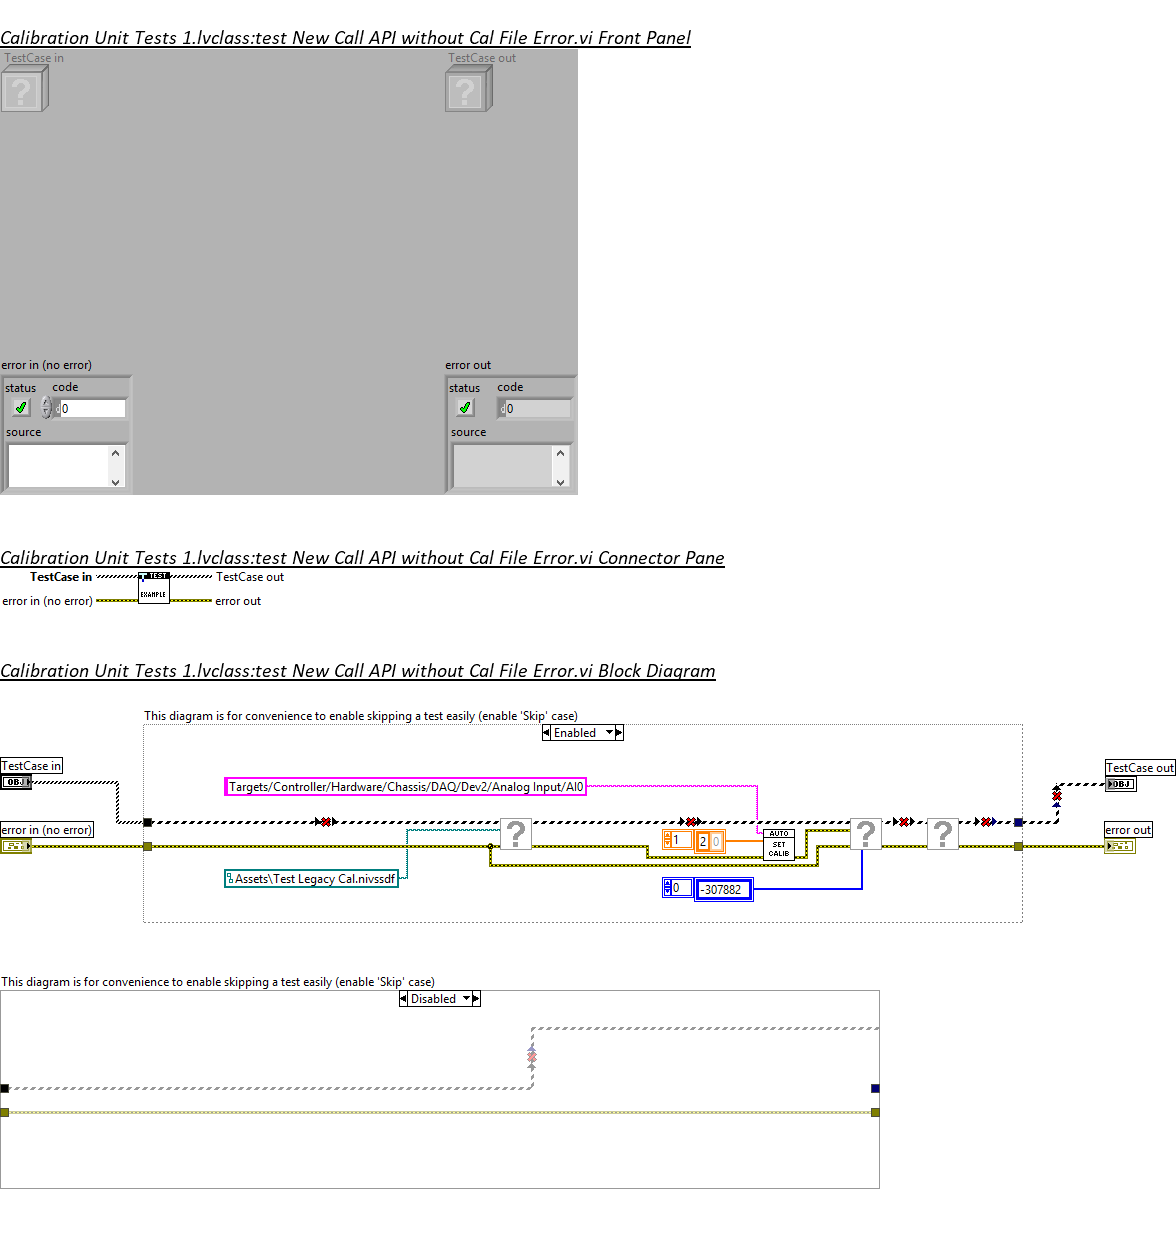 Calibration Unit Tests 1.lvclass:test New Call API without Cal File Error.vi Front Panel
TestCase in
TestCase out
?
?
error in (no error)
error out
status code
status code
0
0
source
source
Calibration Unit Tests 1.lvclass:test New Call API without Cal File Error.vi Connector Pane
TestCase in
TEST
TestCase out
error in (no error)
EXAMPLE
error out
Calibration Unit Tests 1.lvclass:test New Call API without Cal File Error.vi Block Diagram
This diagram is for convenience to enable skipping a test easily (enable 'Skip' case)
Enabled
TestCase in
OBJ
TestCase out
OBJ
Targets/Controller/Hardware/Chassis/DAQ/Dev2/Analog Input/AI0
error in (no error)
error out
?
1
2
0
AUTO
SET
CALIB
?
?
Assets\Test Legacy Cal.nivssdf
0
-307882
This diagram is for convenience to enable skipping a test easily (enable 'Skip' case)
Disabled